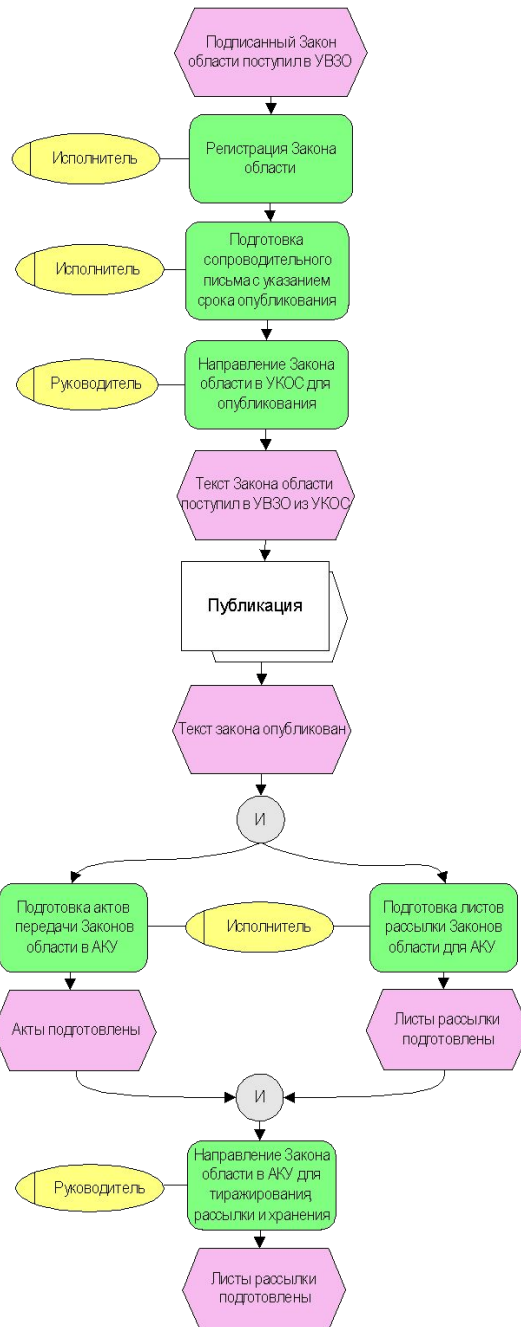 Подписанный Закон
области поступил в УВЗО
Исполнитель
Регистрация Закона
области
Исполнитель
Подготовка
сопроводительного
письма с указанием
срока опубликования
Руководитель
Направление Закона
области в УКОС для
опубликования
Текст Закона области
поступил в УВЗО из УКОС
Публикация
Текст закона опубликован
И
Подготовка актов
передачи Законов
области в АКУ
Исполнитель
Подготовка листов
рассылки Законов
области для АКУ
Акты подготовлены
Листы рассылки
подготовлены
И
Руководитель
Направление Закона
области в АКУ для
тиражирования,
рассылки и хранения
Листы рассылки
подготовлены